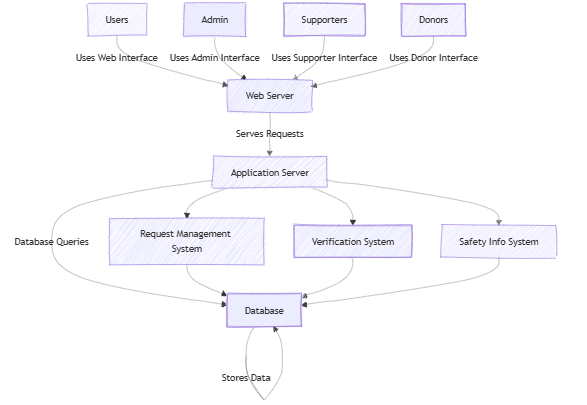 Users
Admin
Supporters
Donors
Uses Web Interface
Uses Admin Interface
Uses Supporter Interface
Uses Donor Interface
Web Server
Serves Requests
Application Server
Database Queries
Request Management
System
Verification System
Safety Info System
Database
Stores Data